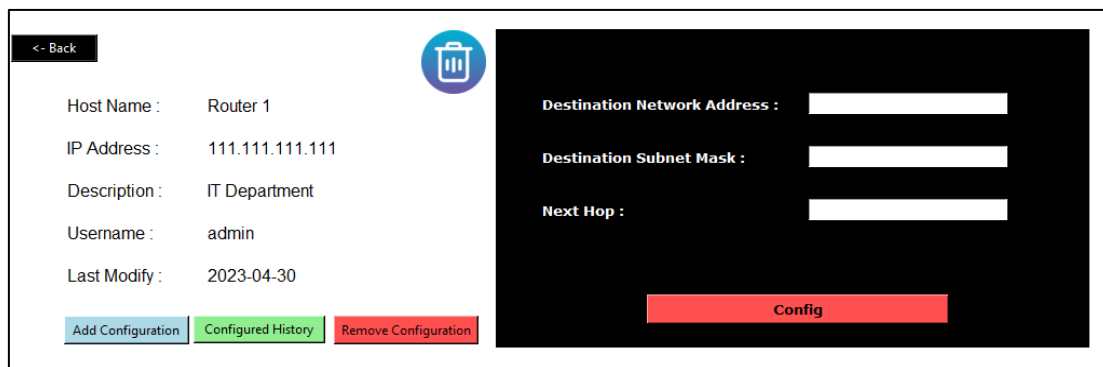 <- Back
Host Name : Router 1
IP Address : 111.111.111.111
Description : IT Department
Username : admin
Last Modify : 2023-04-30
Add Configuration Configured History Remove Configuration
Destination Network Address :
Destination Subnet Mask :
Next Hop :
Config